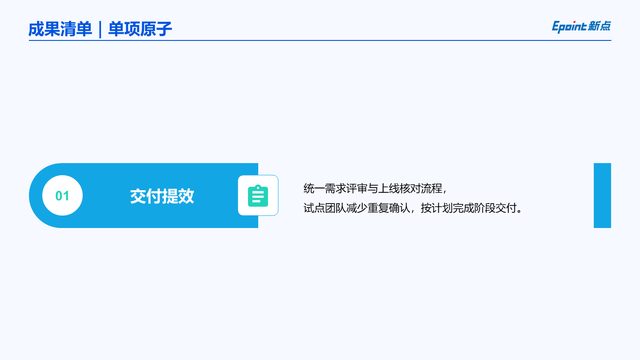 成果清单｜单项原子
Epoint新点
01
交付提效
统一需求评审与上线核对流程，
试点团队减少重复确认，按计划完成阶段交付。